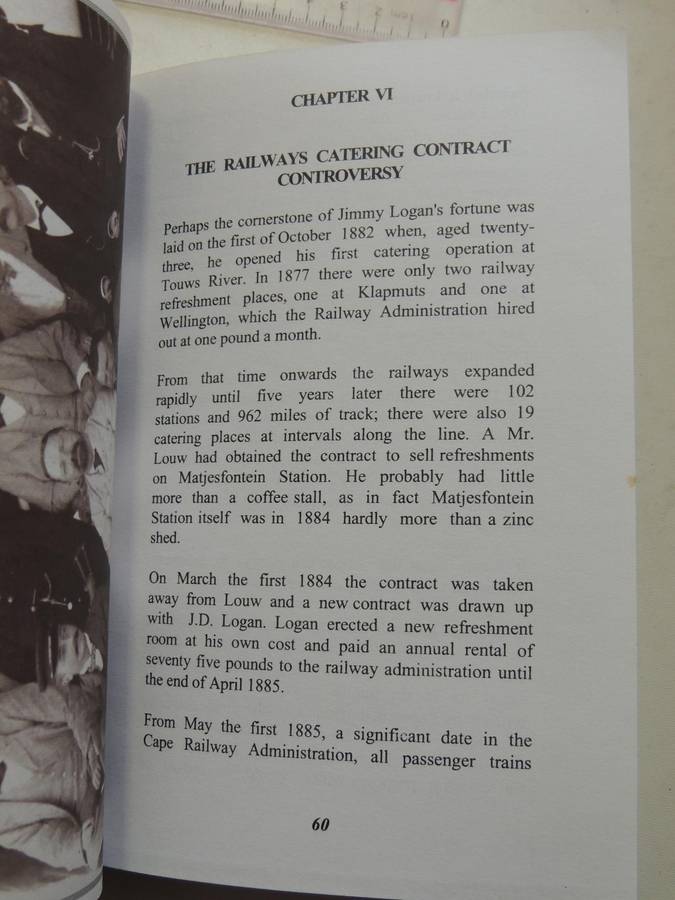 CHAPTER VI
THE RAILWAYS CATERING CONTRACT
CONTROVERSY
Perhaps the cornerstone of Jimmy Logan's fortune was
laid on the first of October 1882 when, aged twenty-
three, he opened his first catering operation at
Touws River. In 1877 there were only two railway
refreshment places, one at Klapmuts and one at
Wellington, which the Railway Administration hired
out at one pound a month.
From that time onwards the railways expanded
rapidly until five years later there were 102
stations and 962 miles of track; there were also 19
catering places at intervals along the line. A Mr.
Louw had obtained the contract to sell refreshments
on Matjesfontein Station. He probably had little
more than a coffee stall, as in fact Matjesfontein
Station itself was in 1884 hardly more than a zinc
shed.
On March the first 1884 the contract was taken
away from Louw and a new contract was drawn up
with J.D. Logan. Logan erected a new refreshment
room at his own cost and paid an annual rental of
seventy five pounds to the railway administration until
the end of April 1885.
From May the first 1885, a significant date in the
Cape Railway Administration, all passenger trains
60